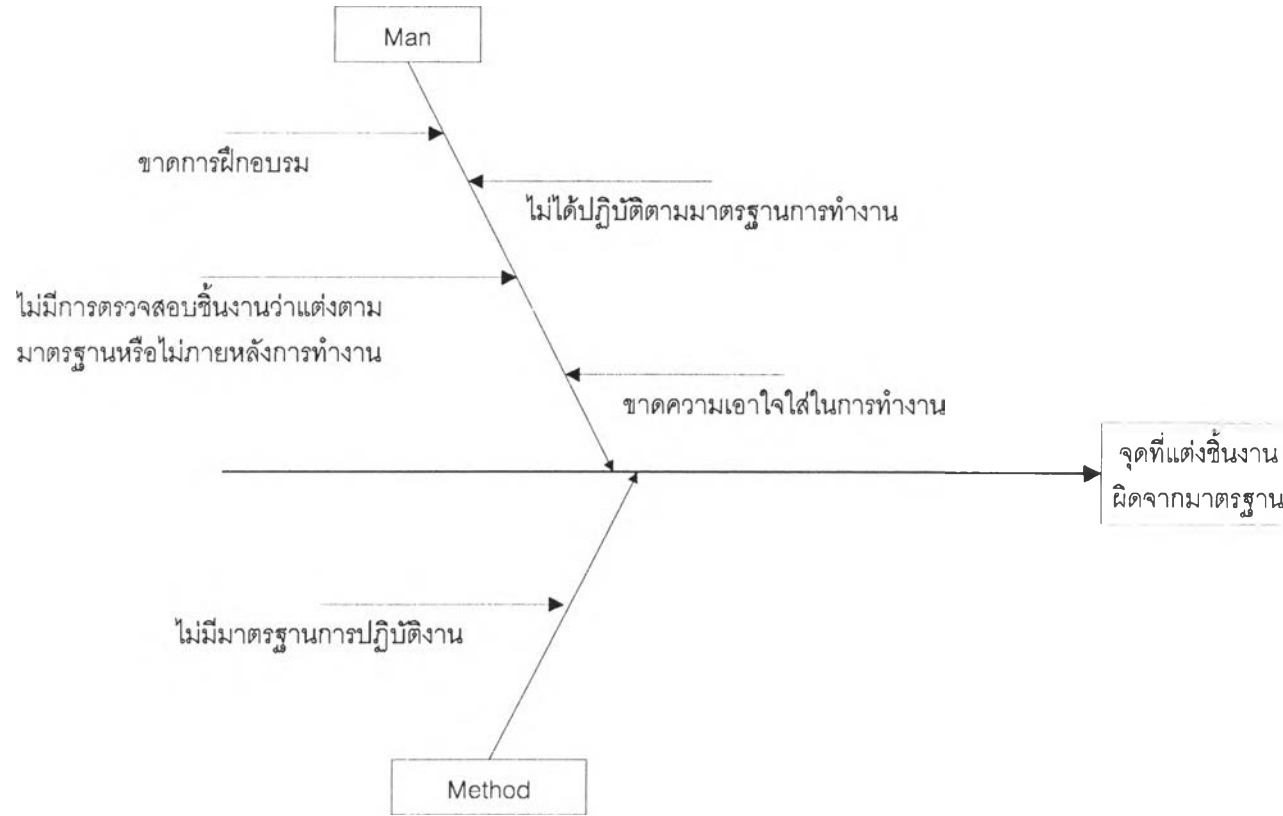 Man
ขาดการฝึกอบรม
ไม่ได้ปฏิบัติตามมาตรฐานการทำงาน
ไม่มีการตรวจสอบชิ้นงานว่าแต่งตาม
มาตรฐานหรือไม่ภายหลังการทำงาน
ขาดความเอาใจใส่ในการทำงาน
จุดที่แต่งชิ้นงาน
ผิดจากมาตรฐาน
ไม่มีมาตรฐานการปฏิบัติงาน
Method